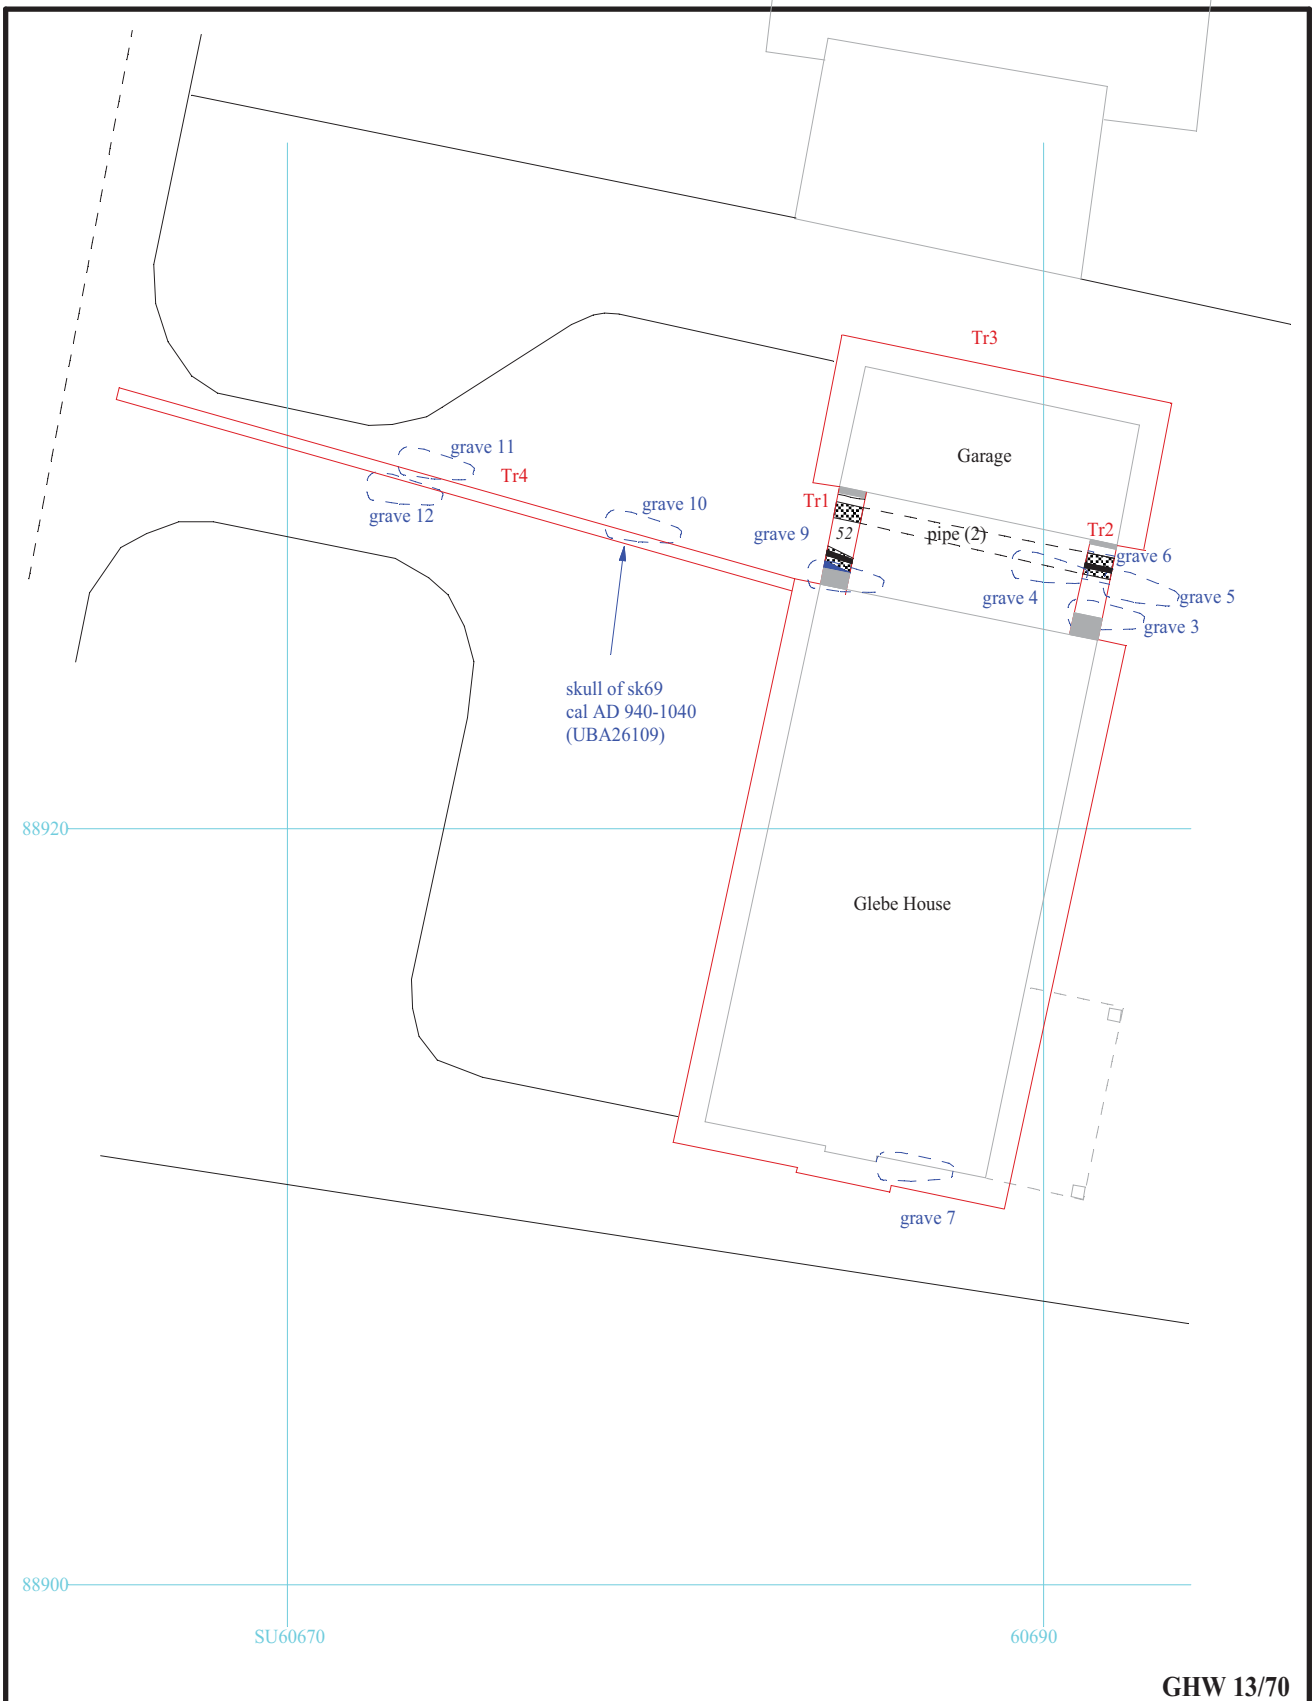 Tr3
grave 11
Garage
Tr4
grave 10
Tr1
grave 12
grave 9
52
pipe (2)
Tr2
grave 6
grave 4
grave 5
grave 3
skull of sk69
cal AD 940-1040
(UBA26109)
88920
Glebe House
grave 7
88900
SU60670
60690
GHW 13/70